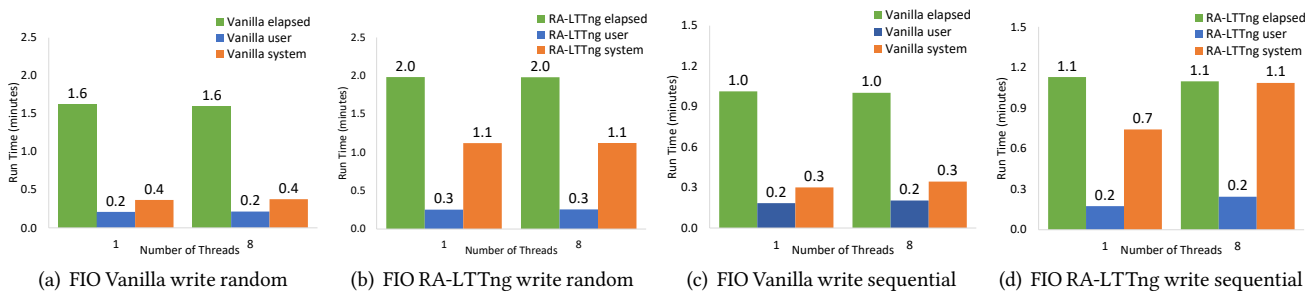 Vanilla elapsed
Vanilla user
Vanilla system
Run Time (minutes)
2.5
2.0
1.5
1.0
0.5
0.0
1.6
0.2
0.4
1.6
0.2
0.4
1
8
Number of Threads
(a) FIO Vanilla write random
RA-LTTng elapsed
RA-LTTng user
RA-LTTng system
Run Time (minutes)
2.5
2.0
1.5
1.0
0.5
0.0
2.0
0.3
1.1
2.0
0.3
1.1
1
8
Number of Threads
(b) FIO RA-LTTng write random
Vanilla elapsed
Vanilla user
Vanilla system
Run Time (minutes)
1.5
1.2
0.9
0.6
0.3
0.0
1.0
0.2
0.3
1.0
0.2
0.3
1
8
Number of Threads
(c) FIO Vanilla write sequential
RA-LTTng elapsed
RA-LTTng user
RA-LTTng system
Run Time (minutes)
1.5
1.2
0.9
0.6
0.3
0.0
1.1
0.2
0.7
1.1
0.2
1.1
1
8
Number of Threads
(d) FIO RA-LTTng write sequential